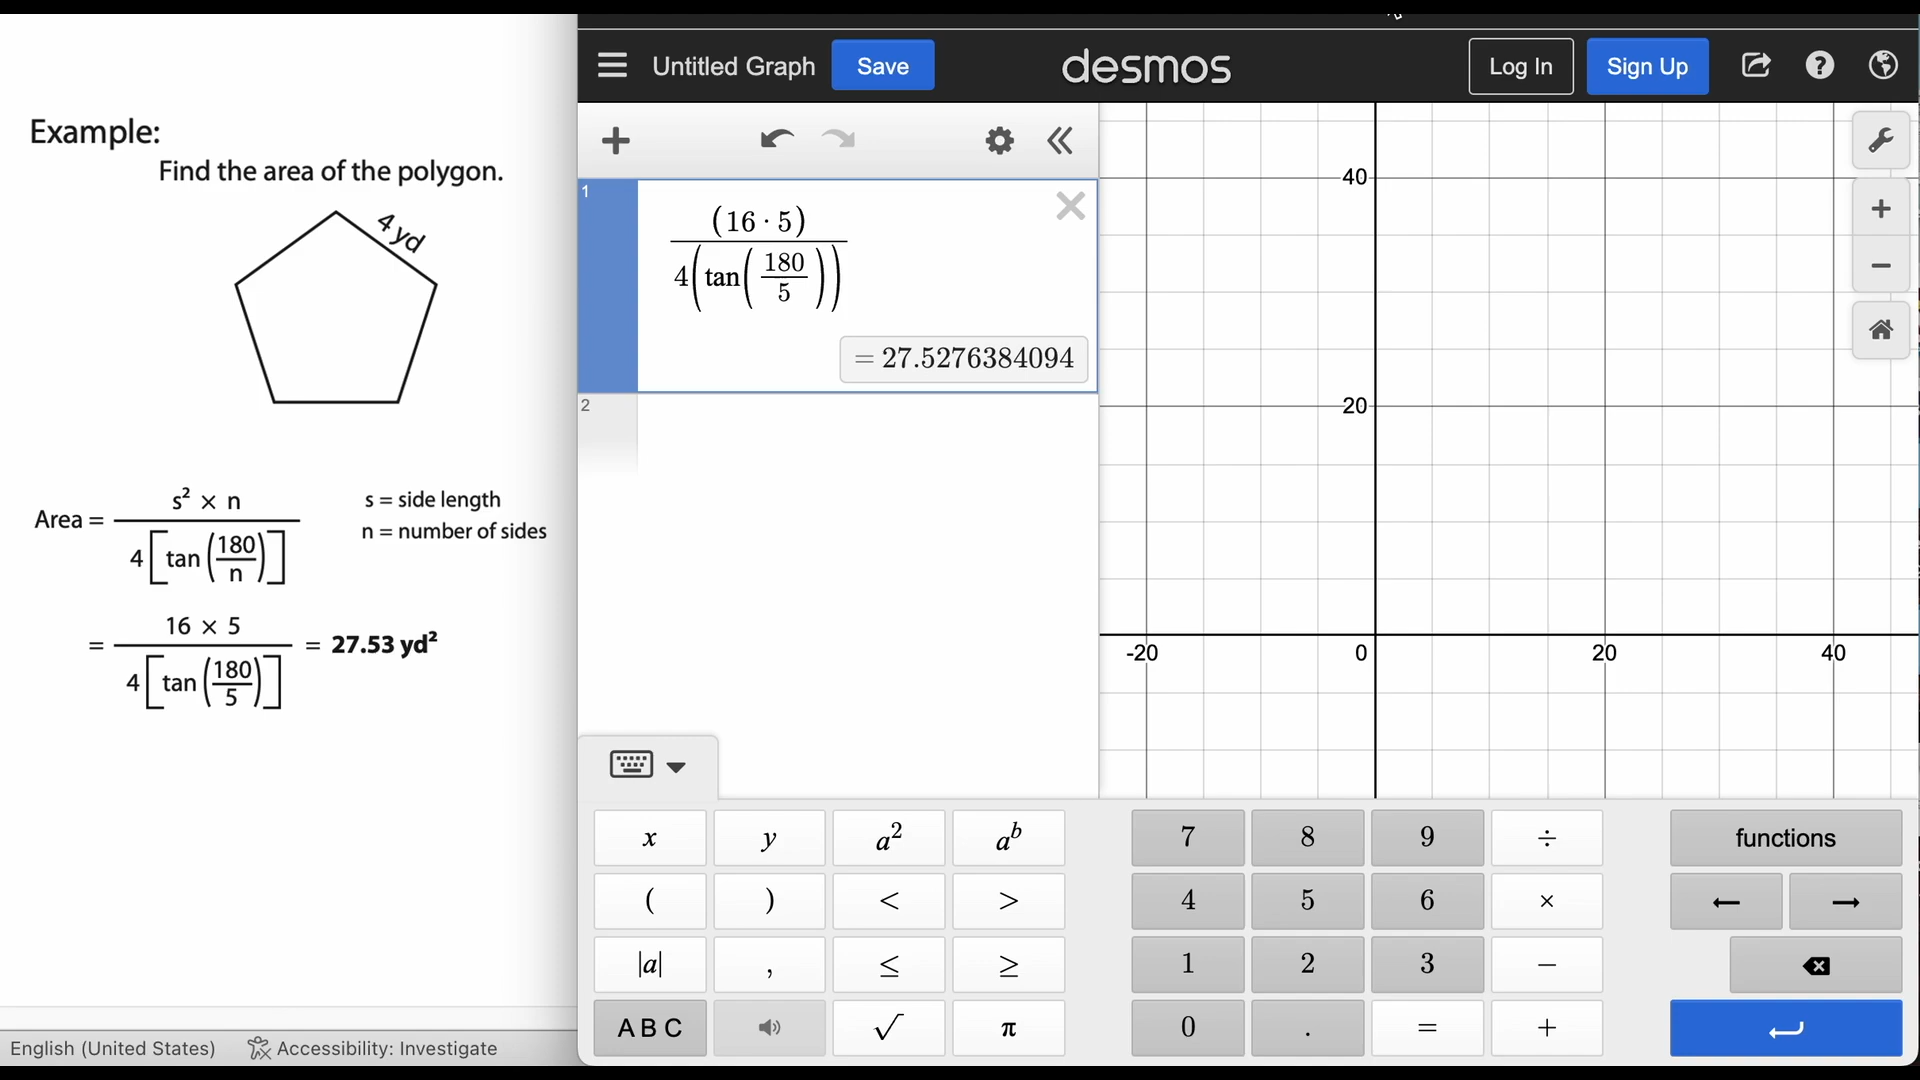 Example:
Find the area of the polygon.
4 yd
Area = s² × n / 4[tan(180/n)]
s = side length
n = number of sides
= 16 × 5 / 4[tan(180/5)] = 27.53 yd²
English (United States)
Accessibility: Investigate
Untitled Graph
Save
desmos
Log In
Sign Up
?
+
1
(16 · 5) / 4(tan(180/5))
= 27.5276384094
2
40
20
-20
0
20
40
+
−
x y a² aᵇ 7 8 9 ÷ functions
( ) < > 4 5 6 × ← →
|a| , ≤ ≥ 1 2 3 −
A B C √ π 0 . = +